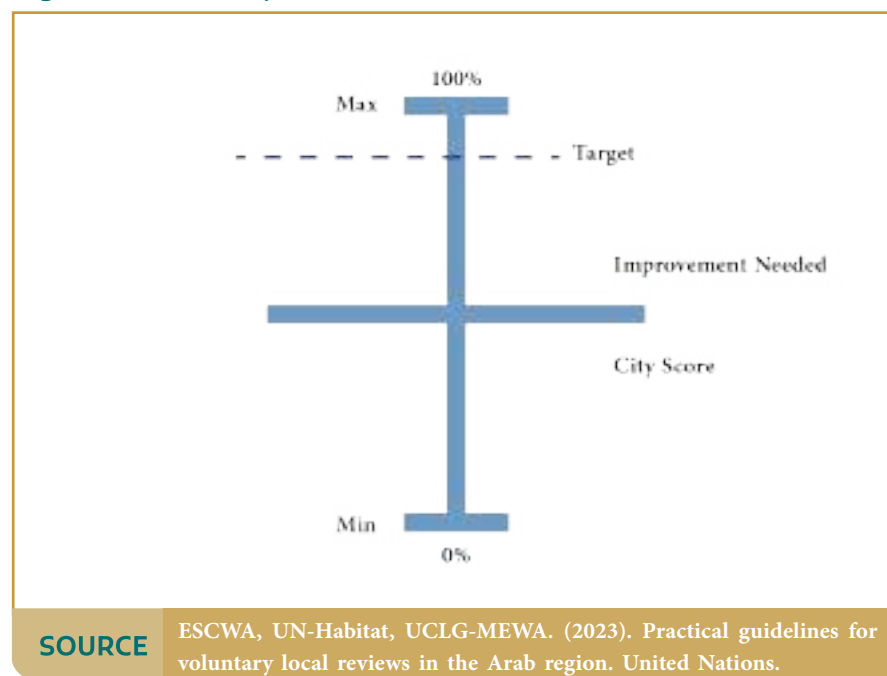 100%
Max
Target
Improvement Needed
City Score
Min
0%
SOURCE
ESCWA, UN-Habitat, UCLG-MEWA. (2023). Practical guidelines for
voluntary local reviews in the Arab region. United Nations.